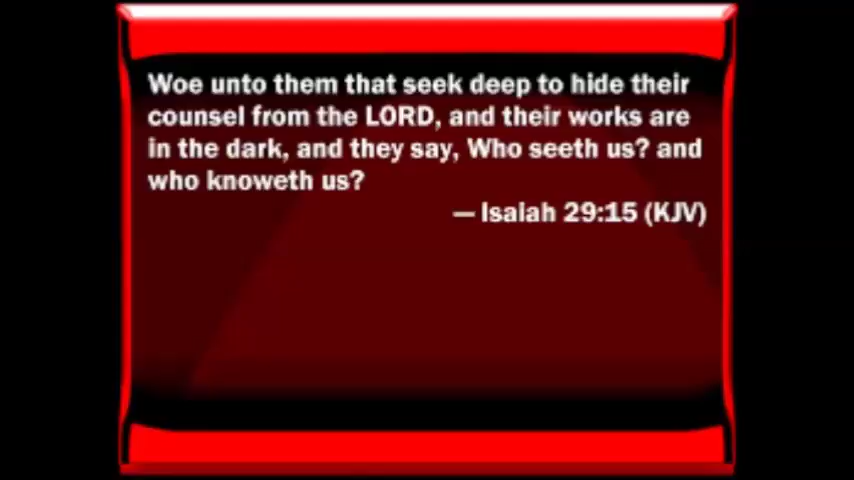 Woe unto them that seek deep to hide their
counsel from the LORD, and their works are
in the dark, and they say, Who seeth us? and
who knoweth us?
— Isaiah 29:15 (KJV)